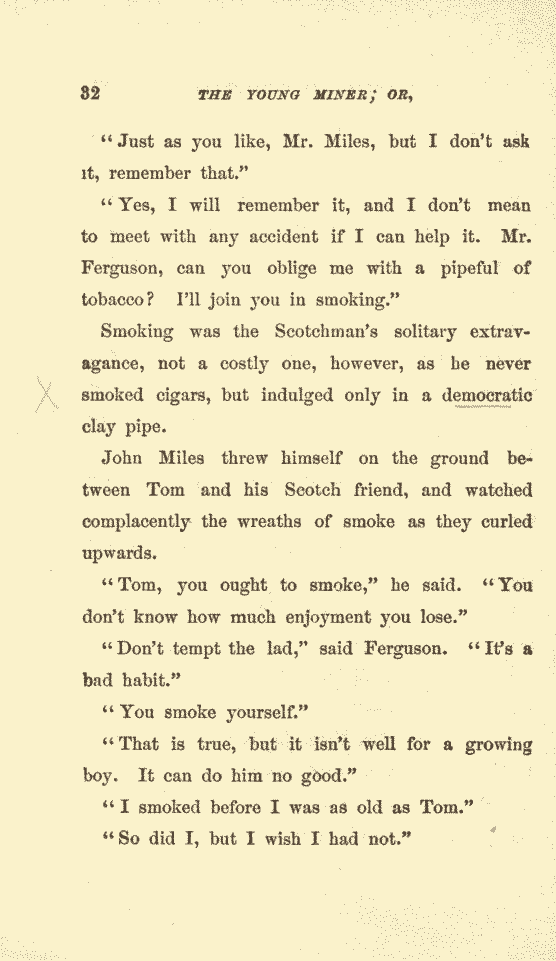 32 THE YOUNG MINER; OR,
“Just as you like, Mr. Miles, but I don't ask
it, remember that.”
“Yes, I will remember it, and I don't mean
to meet with any accident if I can help it. Mr.
Ferguson, can you oblige me with a pipeful of
tobacco? I'll join you in smoking.”
Smoking was the Scotchman's solitary extrav-
agance, not a costly one, however, as he never
smoked cigars, but indulged only in a democratic
clay pipe.
John Miles threw himself on the ground be-
tween Tom and his Scotch friend, and watched
complacently the wreaths of smoke as they curled
upwards.
“Tom, you ought to smoke,” he said. “You
don't know how much enjoyment you lose.”
“Don't tempt the lad,” said Ferguson. “It's a
bad habit.”
“You smoke yourself.”
“That is true, but it isn't well for a growing
boy. It can do him no good.”
“I smoked before I was as old as Tom.”
“So did I, but I wish I had not.”